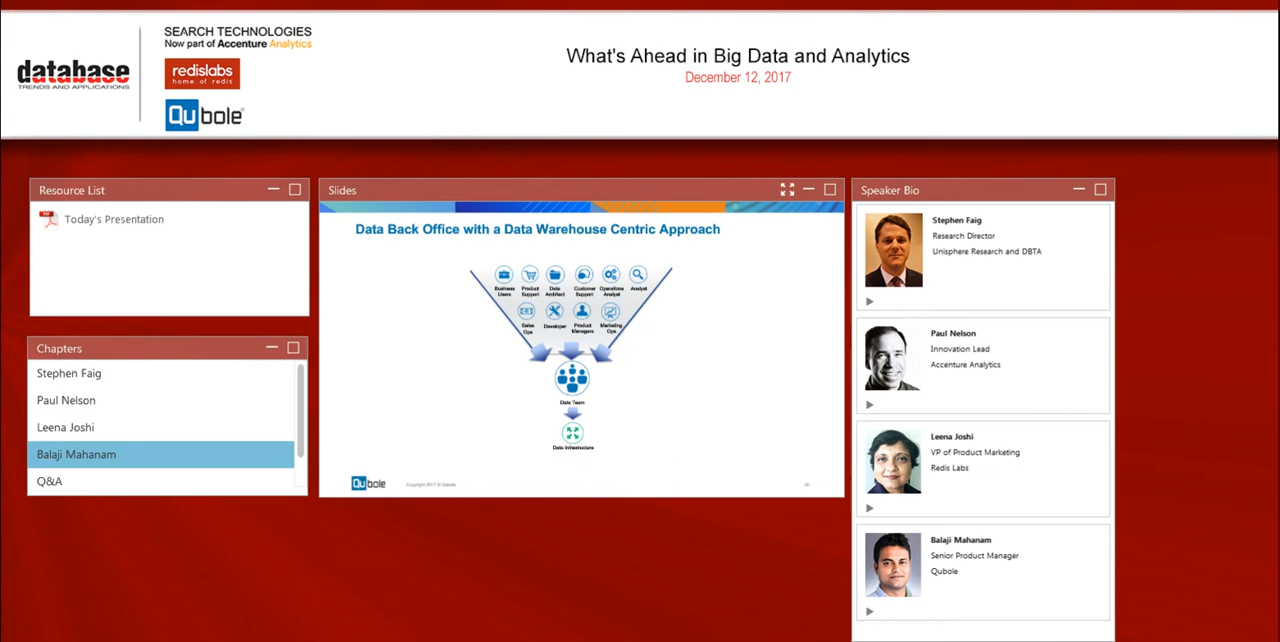 SEARCH TECHNOLOGIES
Now part of Accenture Analytics
database
TRENDS AND APPLICATIONS
redislabs
home of redis
Qubole
What's Ahead in Big Data and Analytics
December 12, 2017
Resource List
Today's Presentation
Chapters
Stephen Faig
Paul Nelson
Leena Joshi
Balaji Mahanam
Q&A
Slides
Data Back Office with a Data Warehouse Centric Approach
Business Users
Product Support
Data Architect
Customer Support
Operations Analyst
Analyst
Sales Ops
Developer
Product Managers
Marketing Ops
Data Team
Data Infrastructure
Qubole
Copyright 2017 © Qubole
Speaker Bio
Stephen Faig
Research Director
Unisphere Research and DBTA
Paul Nelson
Innovation Lead
Accenture Analytics
Leena Joshi
VP of Product Marketing
Redis Labs
Balaji Mahanam
Senior Product Manager
Qubole